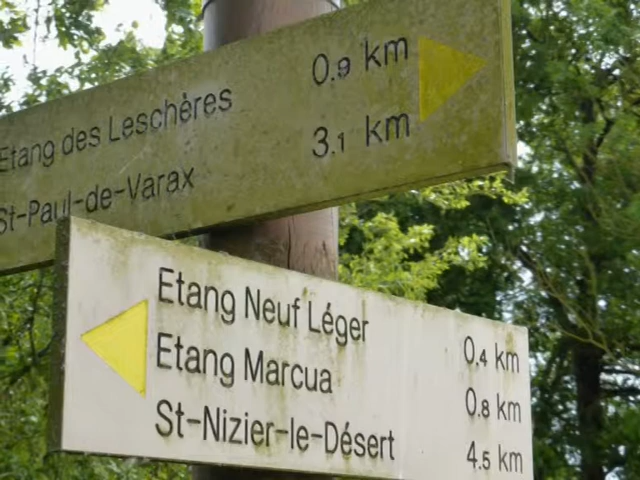 Etang des Leschères 0.9 km
St-Paul-de-Varax 3.1 km
Etang Neuf Léger 0.4 km
Etang Marcua 0.8 km
St-Nizier-le-Désert 4.5 km